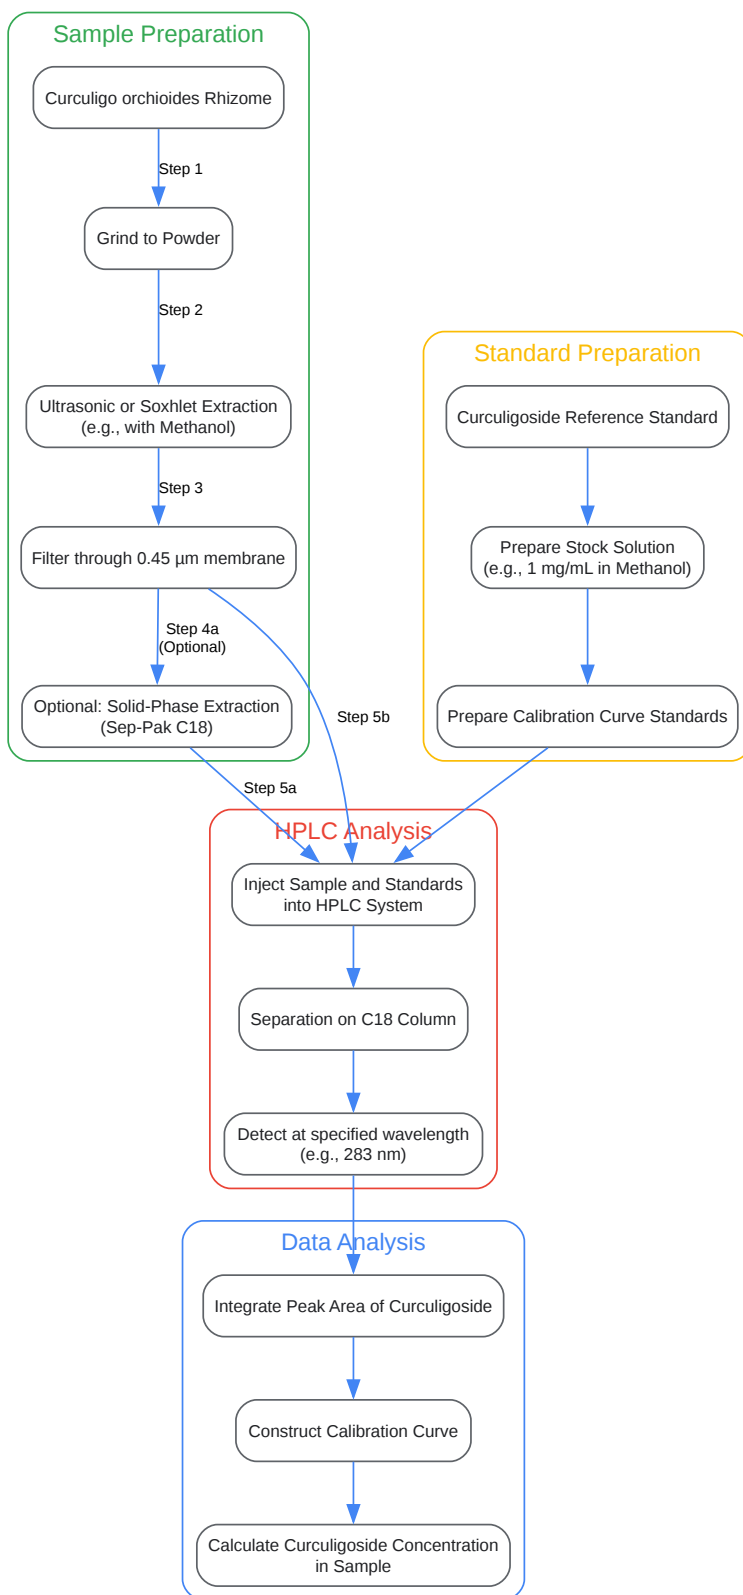 Sample Preparation
Curculigo orchioides Rhizome
Step 1
Grind to Powder
Step 2
Ultrasonic or Soxhlet Extraction
(e.g., with Methanol)
Step 3
Filter through 0.45 µm membrane
Step 4a
(Optional)
Optional: Solid-Phase Extraction
(Sep-Pak C18)
Step 5a
Step 5b
Standard Preparation
Curculigoside Reference Standard
Prepare Stock Solution
(e.g., 1 mg/mL in Methanol)
Prepare Calibration Curve Standards
HPLC Analysis
Inject Sample and Standards
into HPLC System
Separation on C18 Column
Detect at specified wavelength
(e.g., 283 nm)
Data Analysis
Integrate Peak Area of Curculigoside
Construct Calibration Curve
Calculate Curculigoside Concentration
in Sample